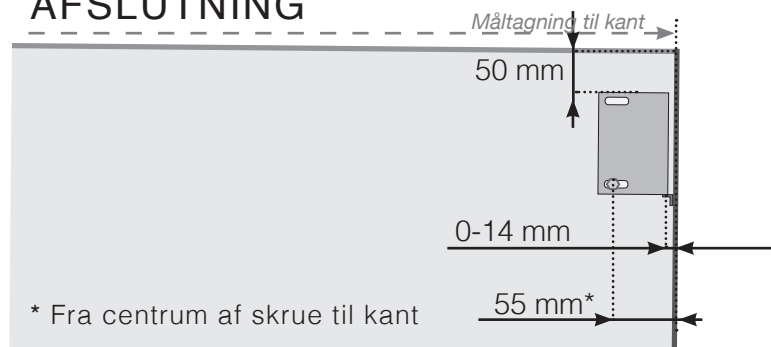 AFSLUTNING
Måltagning til kant
50 mm
0-14 mm
55 mm*
* Fra centrum af skrue til kant